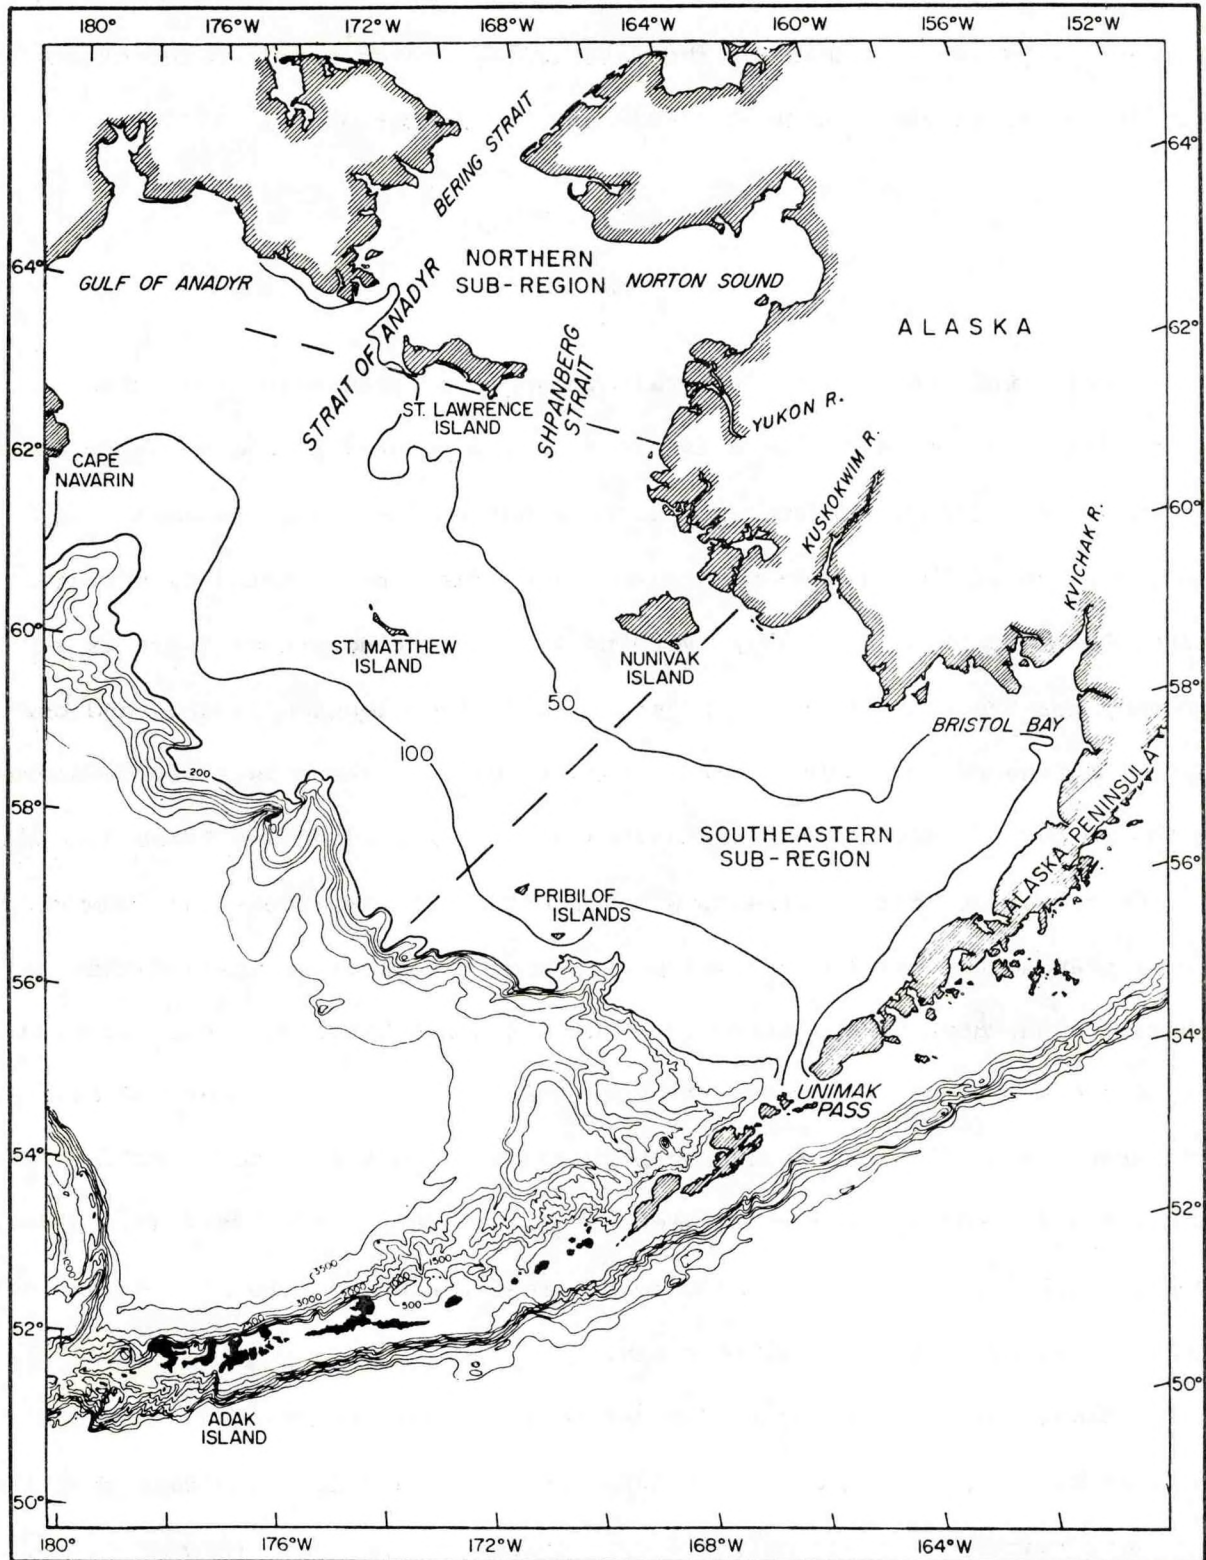 180° 176°W 172°W 168°W 164°W 160°W 156°W 152°W
64°
62°
60°
58°
56°
54°
52°
50°
64°
62°
60°
58°
56°
54°
52°
50°
BERING STRAIT
NORTHERN
SUB-REGION
NORTON SOUND
GULF OF ANADYR
STRAIT OF ANADYR
ALASKA
ST. LAWRENCE
ISLAND
SHPANBERG
STRAIT
YUKON R.
KUSKOKWIM R.
KVICHAK R.
CAPE
NAVARIN
ST. MATTHEW
ISLAND
NUNIVAK
ISLAND
50
100
200
BRISTOL BAY
SOUTHEASTERN
SUB-REGION
ALASKA PENINSULA
PRIBILOF
ISLANDS
UNIMAK
PASS
3500
3000
1500
500
1000
ADAK
ISLAND
180° 176°W 172°W 168°W 164°W